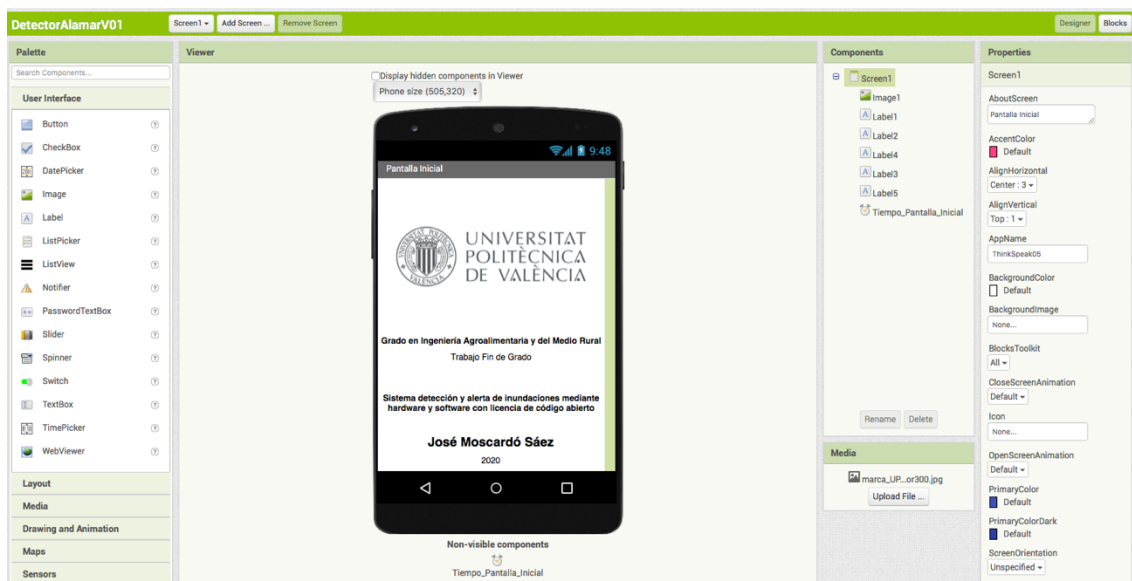 DetectorAlamarV01
Screen1
Add Screen ...
Remove Screen
Designer
Blocks
Palette
Search Components...
User Interface
Button
CheckBox
DatePicker
Image
Label
ListPicker
ListView
Notifier
PasswordTextBox
Slider
Spinner
Switch
TextBox
TimePicker
WebViewer
Layout
Media
Drawing and Animation
Maps
Sensors
Viewer
Display hidden components in Viewer
Phone size (505,320)
9:48
Pantalla Inicial
UNIVERSITAT
POLITÈCNICA
DE VALÈNCIA
Grado en Ingeniería Agroalimentaria y del Medio Rural
Trabajo Fin de Grado
Sistema detección y alerta de inundaciones mediante
hardware y software con licencia de código abierto
José Moscardó Sáez
2020
Non-visible components
Tiempo_Pantalla_Inicial
Components
Screen1
Image1
Label1
Label2
Label4
Label3
Label5
Tiempo_Pantalla_Inicial
Rename
Delete
Media
marca_UP...or300.jpg
Upload File ...
Properties
Screen1
AboutScreen
Pantalla Inicial
AccentColor
Default
AlignHorizontal
Center : 3
AlignVertical
Top : 1
AppName
ThinkSpeak05
BackgroundColor
Default
BackgroundImage
None...
BlocksToolkit
All
CloseScreenAnimation
Default
Icon
None...
OpenScreenAnimation
Default
PrimaryColor
Default
PrimaryColorDark
Default
ScreenOrientation
Unspecified